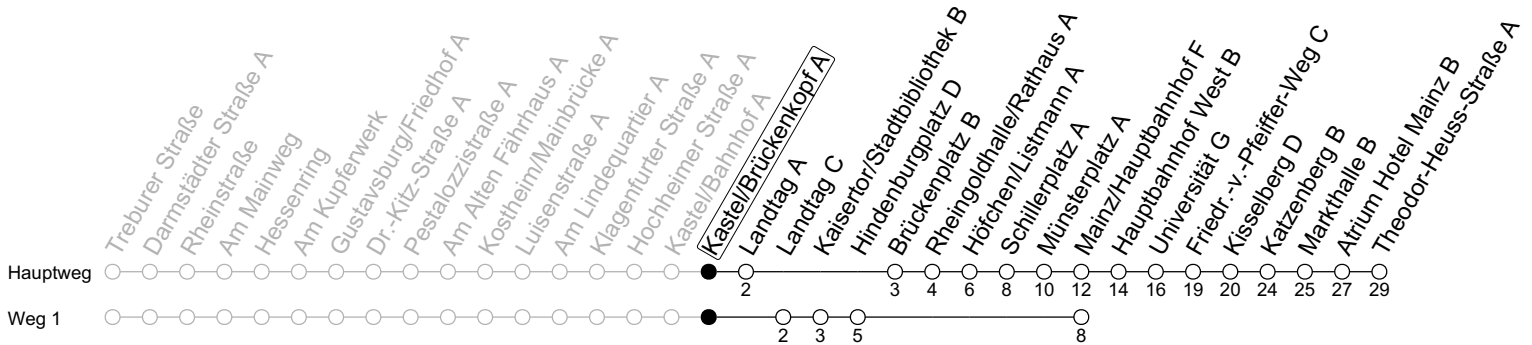 Treburer Straße
Darmstädter Straße A
Rheinstraße
Am Mainweg
Hessenring
Am Kupferwerk
Gustavsburg/Friedhof A
Dr.-Kitz-Straße A
Pestalozzistraße A
Am Alten Fährhaus A
Kostheim/Mainbrücke A
Luisenstraße A
Am Lindequartier A
Klagenfurter Straße A
Hochheimer Straße A
Kastel/Bahnhof A
Kastel/Brückenkopf A
Landtag A
Landtag C
Kaisertor/Stadtbibliothek B
Hindenburgplatz D
Brückenplatz B
Rheingoldhalle/Rathaus A
Höfchen/Listmann A
Schillerplatz A
Münsterplatz A
Mainz/Hauptbahnhof F
Hauptbahnhof West B
Universität G
Friedr.-v.-Pfeiffer-Weg C
Kisselberg D
Katzenberg B
Markthalle B
Atrium Hotel Mainz B
Theodor-Heuss-Straße A
Hauptweg
2 3 4 6 8 10 12 14 16 19 20 24 25 27 29
Weg 1
2 3 5 8